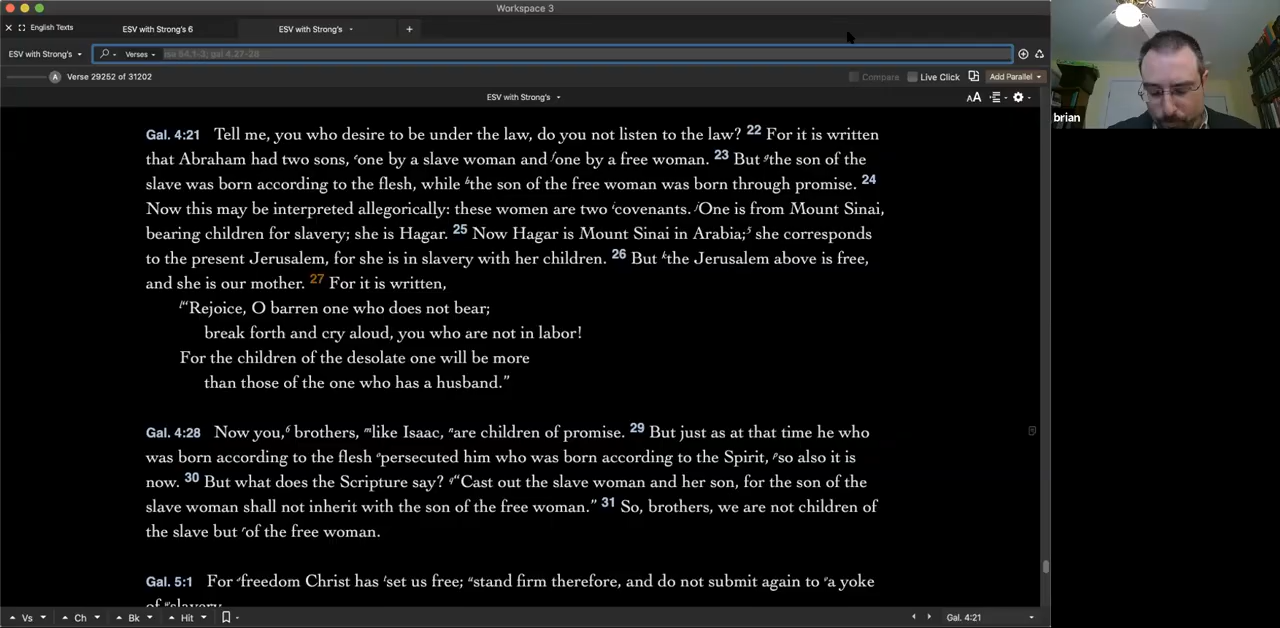 Workspace 3
English Texts
ESV with Strong's 6
ESV with Strong's
ESV with Strong's
Verses
isa 54.1-3; gal 4.27-28
Verse 29252 of 31202
Compare
Live Click
Add Parallel
ESV with Strong's
AA
brian
Gal. 4:21 Tell me, you who desire to be under the law, do you not listen to the law? 22 For it is written
that Abraham had two sons, one by a slave woman and one by a free woman. 23 But the son of the
slave was born according to the flesh, while the son of the free woman was born through promise. 24
Now this may be interpreted allegorically: these women are two covenants. One is from Mount Sinai,
bearing children for slavery; she is Hagar. 25 Now Hagar is Mount Sinai in Arabia; she corresponds
to the present Jerusalem, for she is in slavery with her children. 26 But the Jerusalem above is free,
and she is our mother. 27 For it is written,
“Rejoice, O barren one who does not bear;
break forth and cry aloud, you who are not in labor!
For the children of the desolate one will be more
than those of the one who has a husband.”
Gal. 4:28 Now you, brothers, like Isaac, are children of promise. 29 But just as at that time he who
was born according to the flesh persecuted him who was born according to the Spirit, so also it is
now. 30 But what does the Scripture say? “Cast out the slave woman and her son, for the son of the
slave woman shall not inherit with the son of the free woman.” 31 So, brothers, we are not children of
the slave but of the free woman.
Gal. 5:1 For freedom Christ has set us free; stand firm therefore, and do not submit again to a yoke
of slavery.
Vs
Ch
Bk
Hit
Gal. 4:21